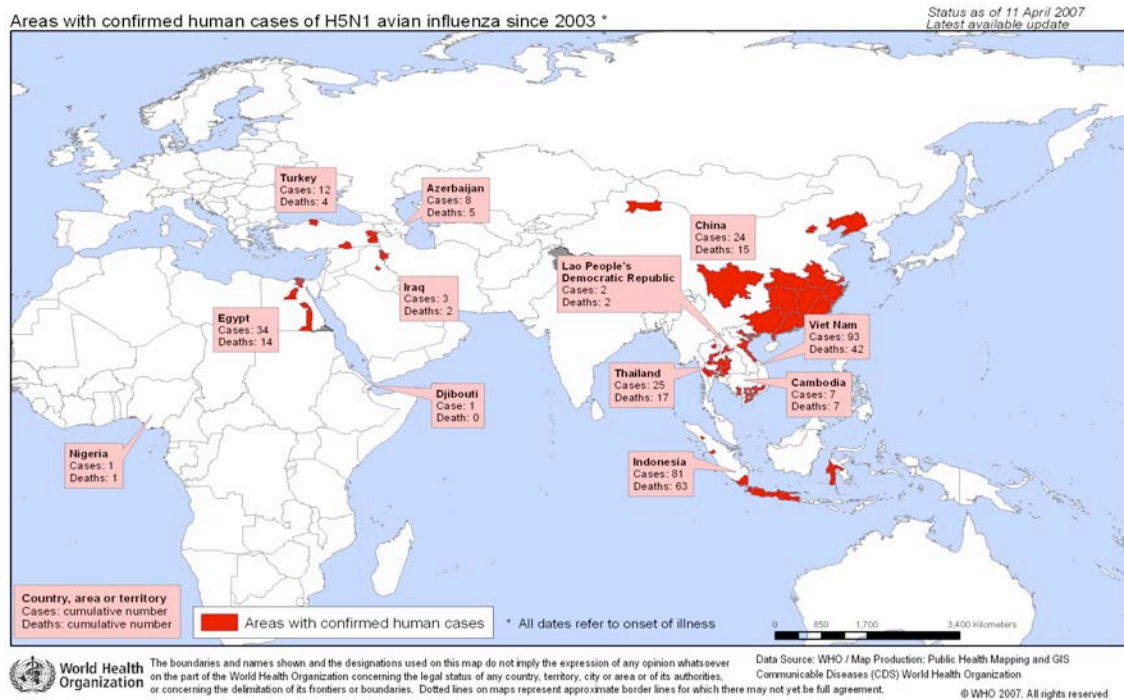 Areas with confirmed human cases of H5N1 avian influenza since 2003 *
Status as of 11 April 2007
Latest available update
Turkey
Cases: 12
Deaths: 4
Azerbaijan
Cases: 8
Deaths: 5
China
Cases: 24
Deaths: 15
Lao People's
Democratic Republic
Cases: 2
Deaths: 2
Iraq
Cases: 3
Deaths: 2
Egypt
Cases: 34
Deaths: 14
Viet Nam
Cases: 93
Deaths: 42
Thailand
Cases: 25
Deaths: 17
Cambodia
Cases: 7
Deaths: 7
Djibouti
Case: 1
Death: 0
Nigeria
Cases: 1
Deaths: 1
Indonesia
Cases: 81
Deaths: 63
Country, area or territory
Cases: cumulative number
Deaths: cumulative number
Areas with confirmed human cases
* All dates refer to onset of illness
0 850 1,700 3,400 Kilometers
World Health
Organization
The boundaries and names shown and the designations used on this map do not imply the expression of any opinion whatsoever
on the part of the World Health Organization concerning the legal status of any country, territory, city or area or of its authorities,
or concerning the delimitation of its frontiers or boundaries. Dotted lines on maps represent approximate border lines for which there may not yet be full agreement.
Data Source: WHO / Map Production: Public Health Mapping and GIS
Communicable Diseases (CDS) World Health Organization
© WHO 2007. All rights reserved